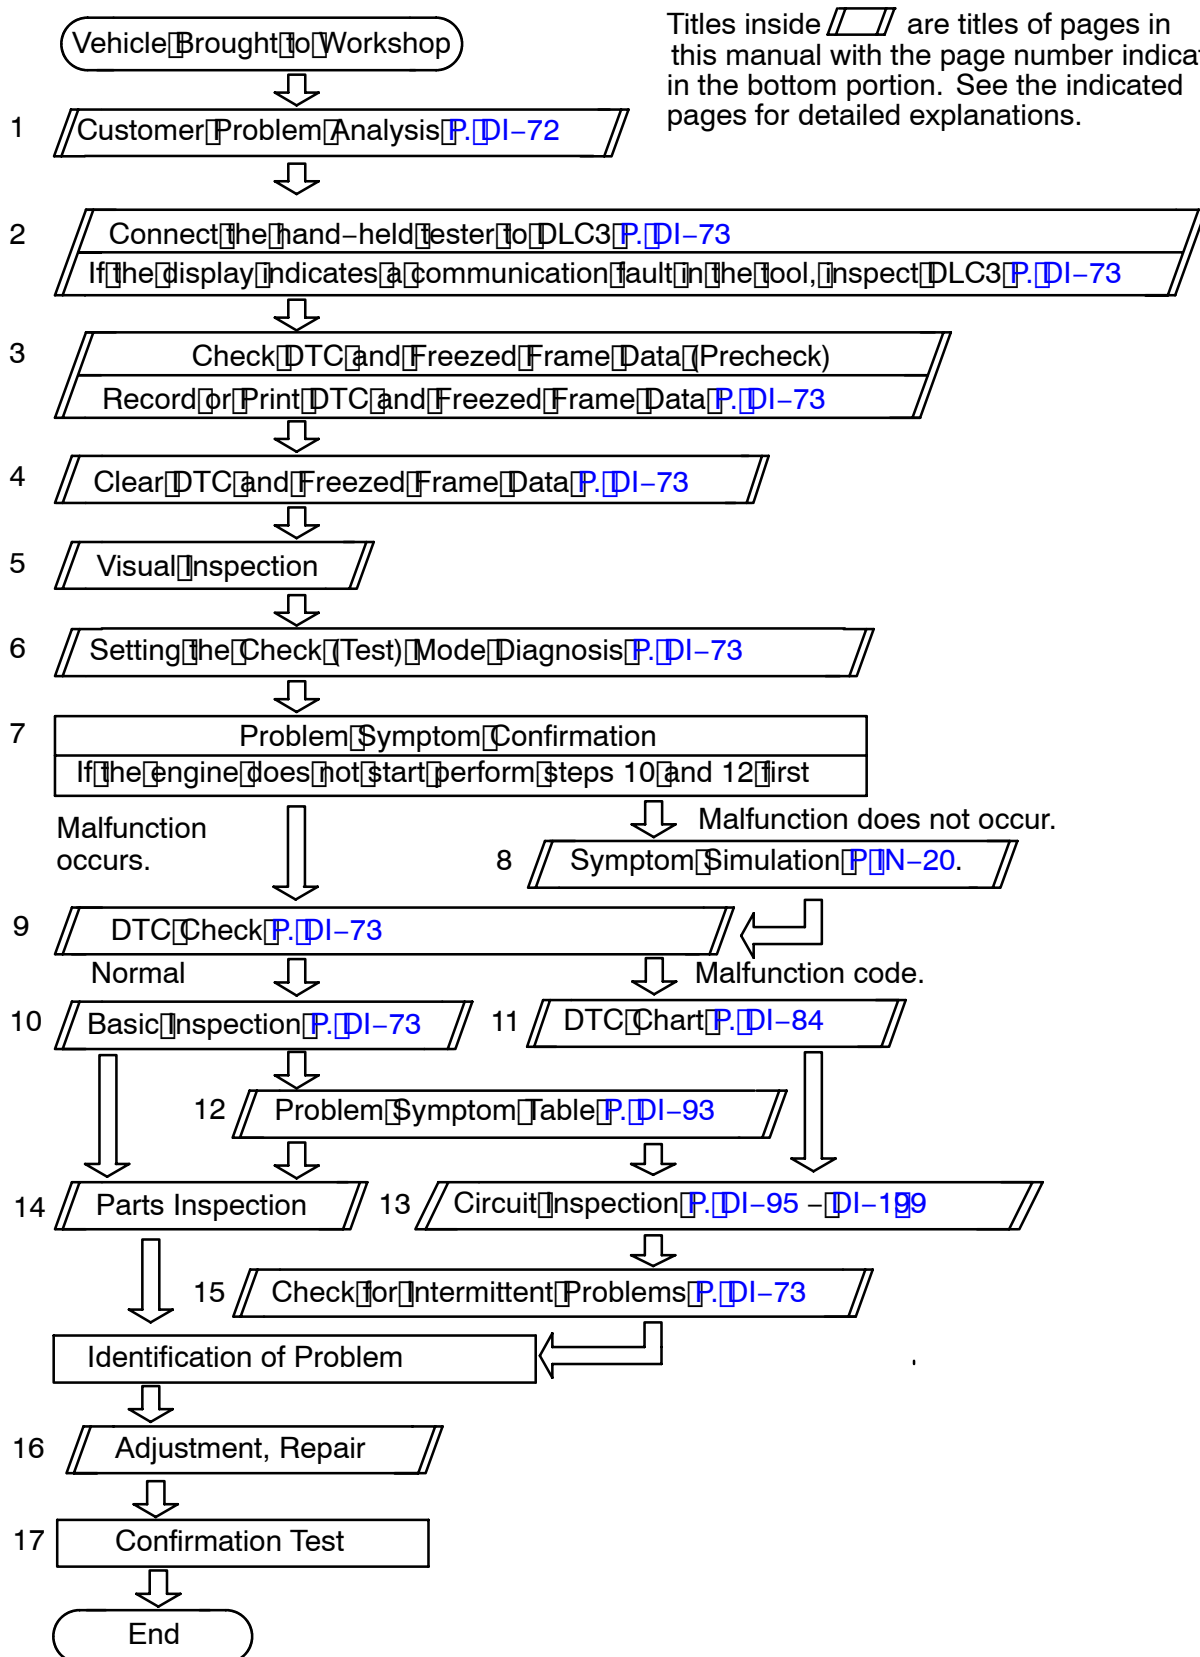 Vehicle Brought to Workshop
Titles inside are titles of pages in
this manual with the page number indicat
in the bottom portion. See the indicated
pages for detailed explanations.
1 Customer Problem Analysis P. DI–72
2 Connect the hand–held tester to DLC3 P. DI–73
If the display indicates a communication fault in the tool, inspect DLC3 P. DI–73
3 Check DTC and Freezed Frame Data (Precheck)
Record or Print DTC and Freezed Frame Data P. DI–73
4 Clear DTC and Freezed Frame Data P. DI–73
5 Visual Inspection
6 Setting the Check (Test) Mode Diagnosis P. DI–73
7 Problem Symptom Confirmation
If the engine does not start perform steps 10 and 12 first
Malfunction
occurs.
Malfunction does not occur.
8 Symptom Simulation P IN–20.
9 DTC Check P. DI–73
Normal
Malfunction code.
10 Basic Inspection P. DI–73
11 DTC Chart P. DI–84
12 Problem Symptom Table P. DI–93
14 Parts Inspection
13 Circuit Inspection P. DI–95 – DI–199
15 Check for Intermittent Problems P. DI–73
Identification of Problem
16 Adjustment, Repair
17 Confirmation Test
End